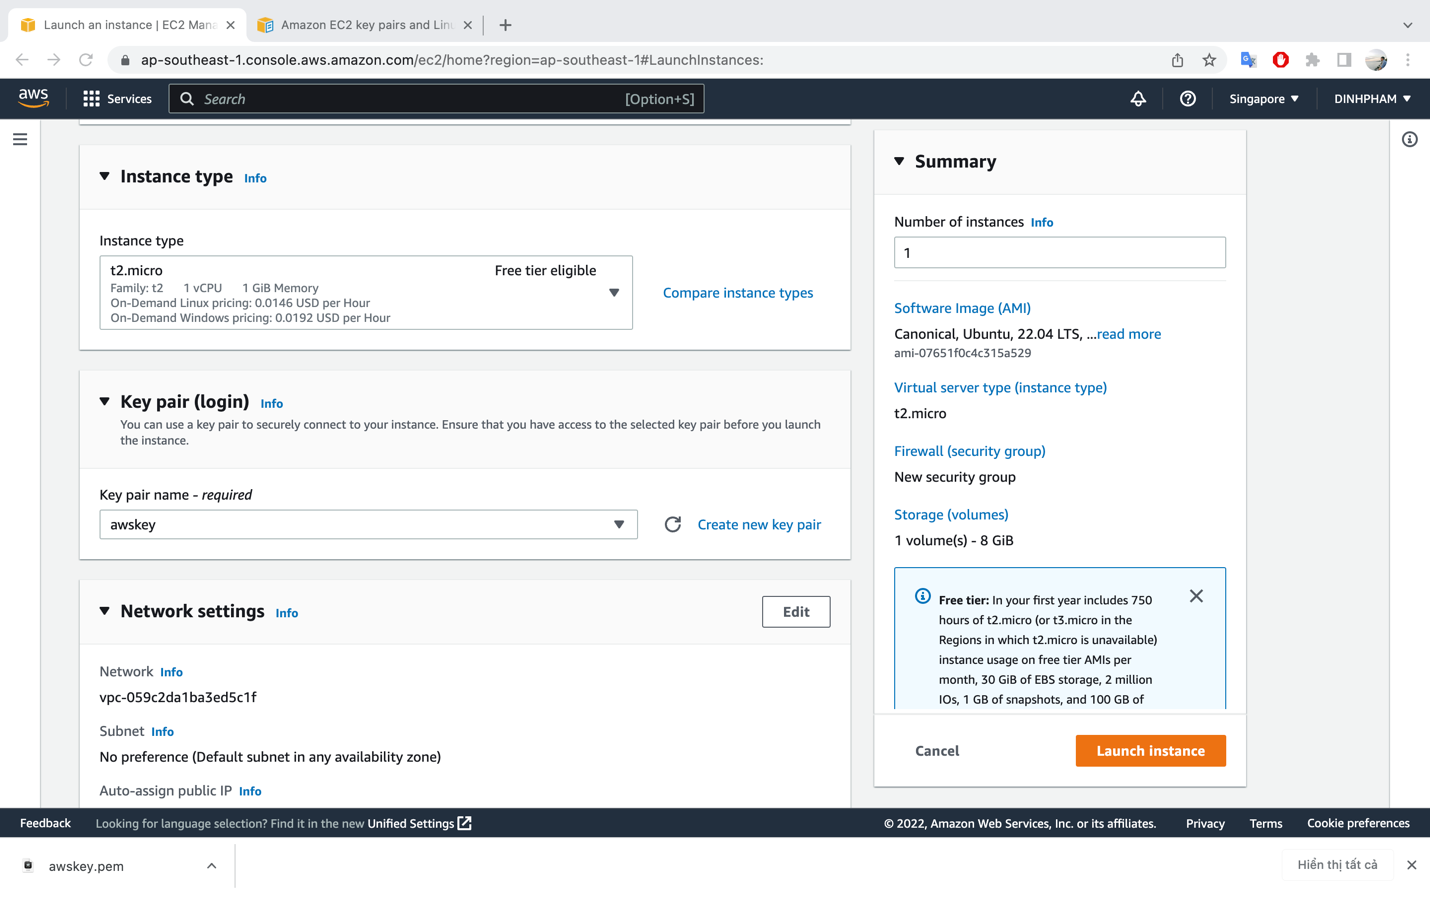 Launch an instance | EC2 Mana
Amazon EC2 key pairs and Linu
ap-southeast-1.console.aws.amazon.com/ec2/home?region=ap-southeast-1#LaunchInstances:
aws
Services
Search
[Option+S]
Singapore
DINHPHAM
Instance type Info
Instance type
t2.micro
Free tier eligible
Family: t2 1 vCPU 1 GiB Memory
On-Demand Linux pricing: 0.0146 USD per Hour
On-Demand Windows pricing: 0.0192 USD per Hour
Compare instance types
Key pair (login) Info
You can use a key pair to securely connect to your instance. Ensure that you have access to the selected key pair before you launch
the instance.
Key pair name - required
awskey
Create new key pair
Network settings Info
Edit
Network Info
vpc-059c2da1ba3ed5c1f
Subnet Info
No preference (Default subnet in any availability zone)
Auto-assign public IP Info
Summary
Number of instances Info
1
Software Image (AMI)
Canonical, Ubuntu, 22.04 LTS, ...read more
ami-07651f0c4c315a529
Virtual server type (instance type)
t2.micro
Firewall (security group)
New security group
Storage (volumes)
1 volume(s) - 8 GiB
Free tier: In your first year includes 750
hours of t2.micro (or t3.micro in the
Regions in which t2.micro is unavailable)
instance usage on free tier AMIs per
month, 30 GiB of EBS storage, 2 million
IOs, 1 GB of snapshots, and 100 GB of
Cancel
Launch instance
Feedback
Looking for language selection? Find it in the new Unified Settings
© 2022, Amazon Web Services, Inc. or its affiliates.
Privacy
Terms
Cookie preferences
awskey.pem
Hiển thị tất cả